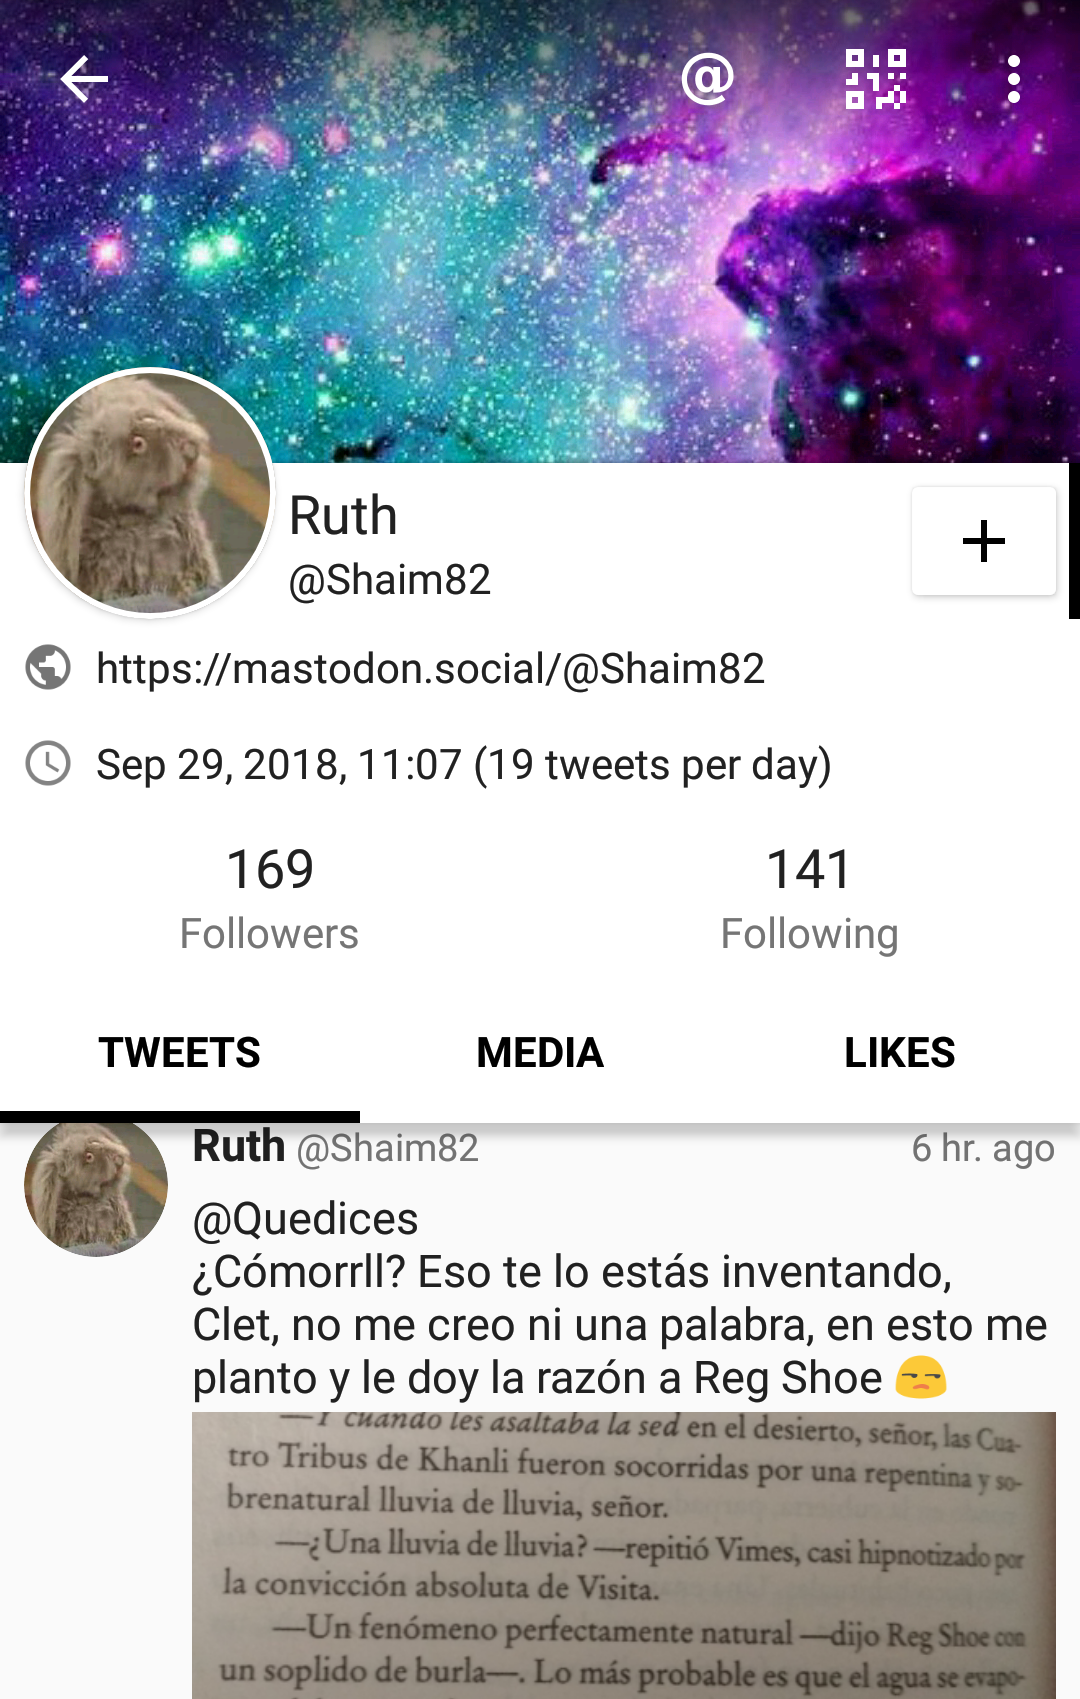 @
Ruth
@Shaim82
https://mastodon.social/@Shaim82
Sep 29, 2018, 11:07 (19 tweets per day)
169
Followers
141
Following
TWEETS
MEDIA
LIKES
Ruth @Shaim82 6 hr. ago
@Quedices
¿Cómorrll? Eso te lo estás inventando,
Clet, no me creo ni una palabra, en esto me
planto y le doy la razón a Reg Shoe 😒
—Y cuando les asaltaba la sed en el desierto, señor, las Cua-
tro Tribus de Khanli fueron socorridas por una repentina y so-
brenatural lluvia de lluvia, señor.
—¿Una lluvia de lluvia? —repitió Vimes, casi hipnotizado por
la convicción absoluta de Visita.
—Un fenómeno perfectamente natural —dijo Reg Shoe con
un soplido de burla—. Lo más probable es que el agua se evapo-